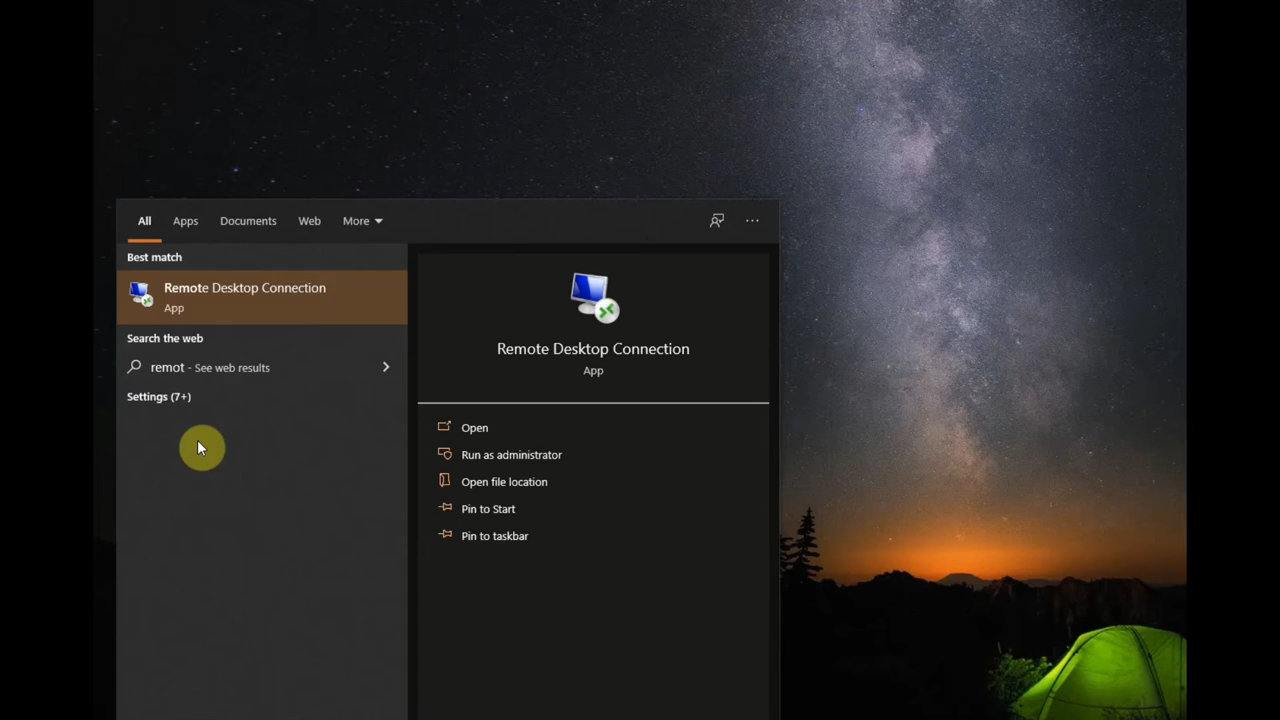 All Apps Documents Web More
Best match
Remote Desktop Connection
App
Search the web
remot - See web results
Settings (7+)
Remote Desktop Connection
App
Open
Run as administrator
Open file location
Pin to Start
Pin to taskbar